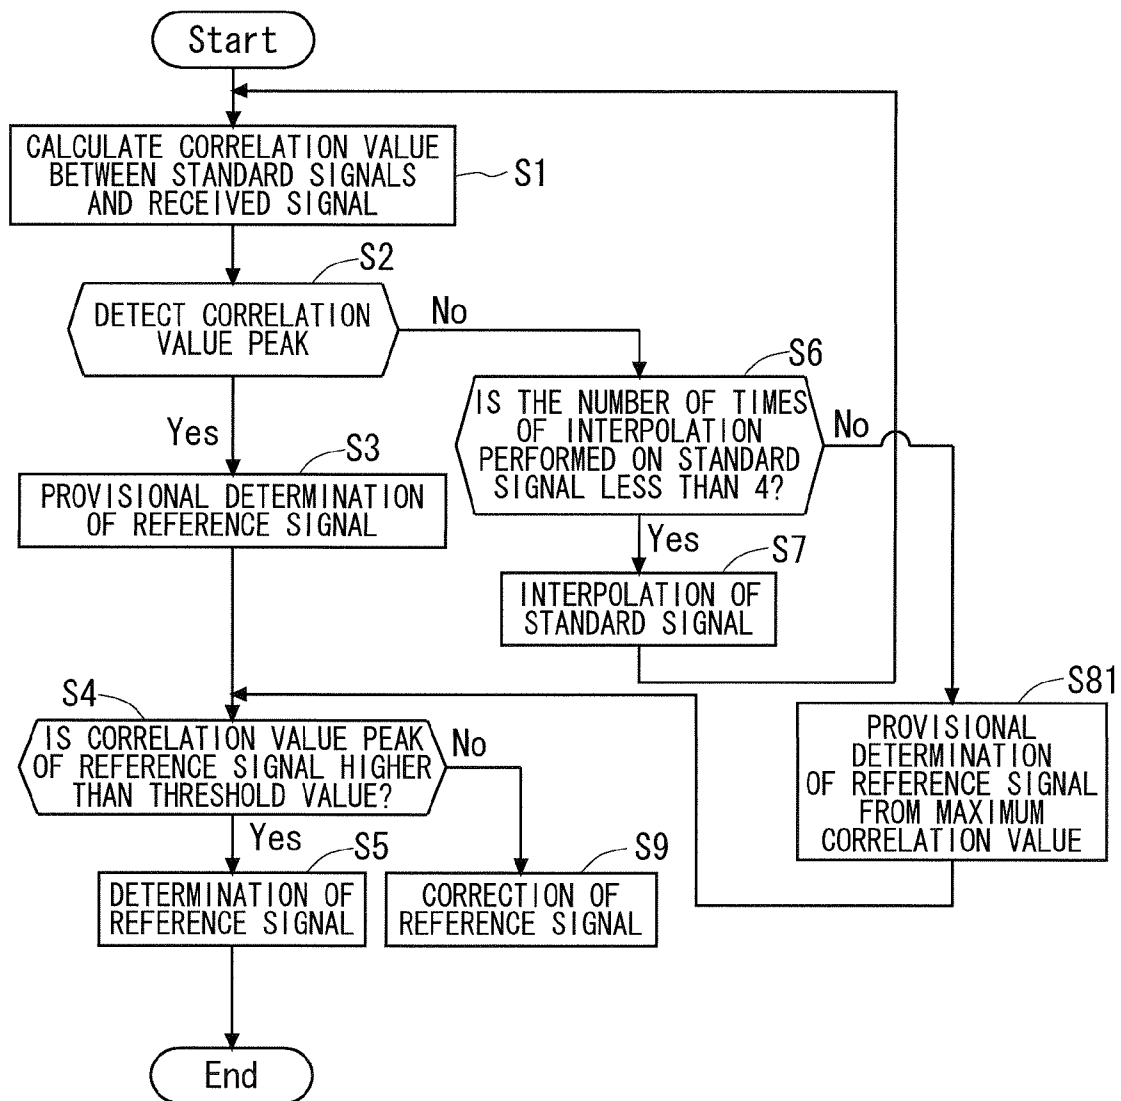 Start
CALCULATE CORRELATION VALUE
BETWEEN STANDARD SIGNALS
AND RECEIVED SIGNAL
S1
S2
DETECT CORRELATION
VALUE PEAK
No
Yes
S6
IS THE NUMBER OF TIMES
OF INTERPOLATION
PERFORMED ON STANDARD
SIGNAL LESS THAN 4?
No
Yes
S3
PROVISIONAL DETERMINATION
OF REFERENCE SIGNAL
S7
INTERPOLATION OF
STANDARD SIGNAL
S81
PROVISIONAL
DETERMINATION
OF REFERENCE SIGNAL
FROM MAXIMUM
CORRELATION VALUE
S4
IS CORRELATION VALUE PEAK
OF REFERENCE SIGNAL HIGHER
THAN THRESHOLD VALUE?
No
Yes
S5
DETERMINATION OF
REFERENCE SIGNAL
S9
CORRECTION OF
REFERENCE SIGNAL
End